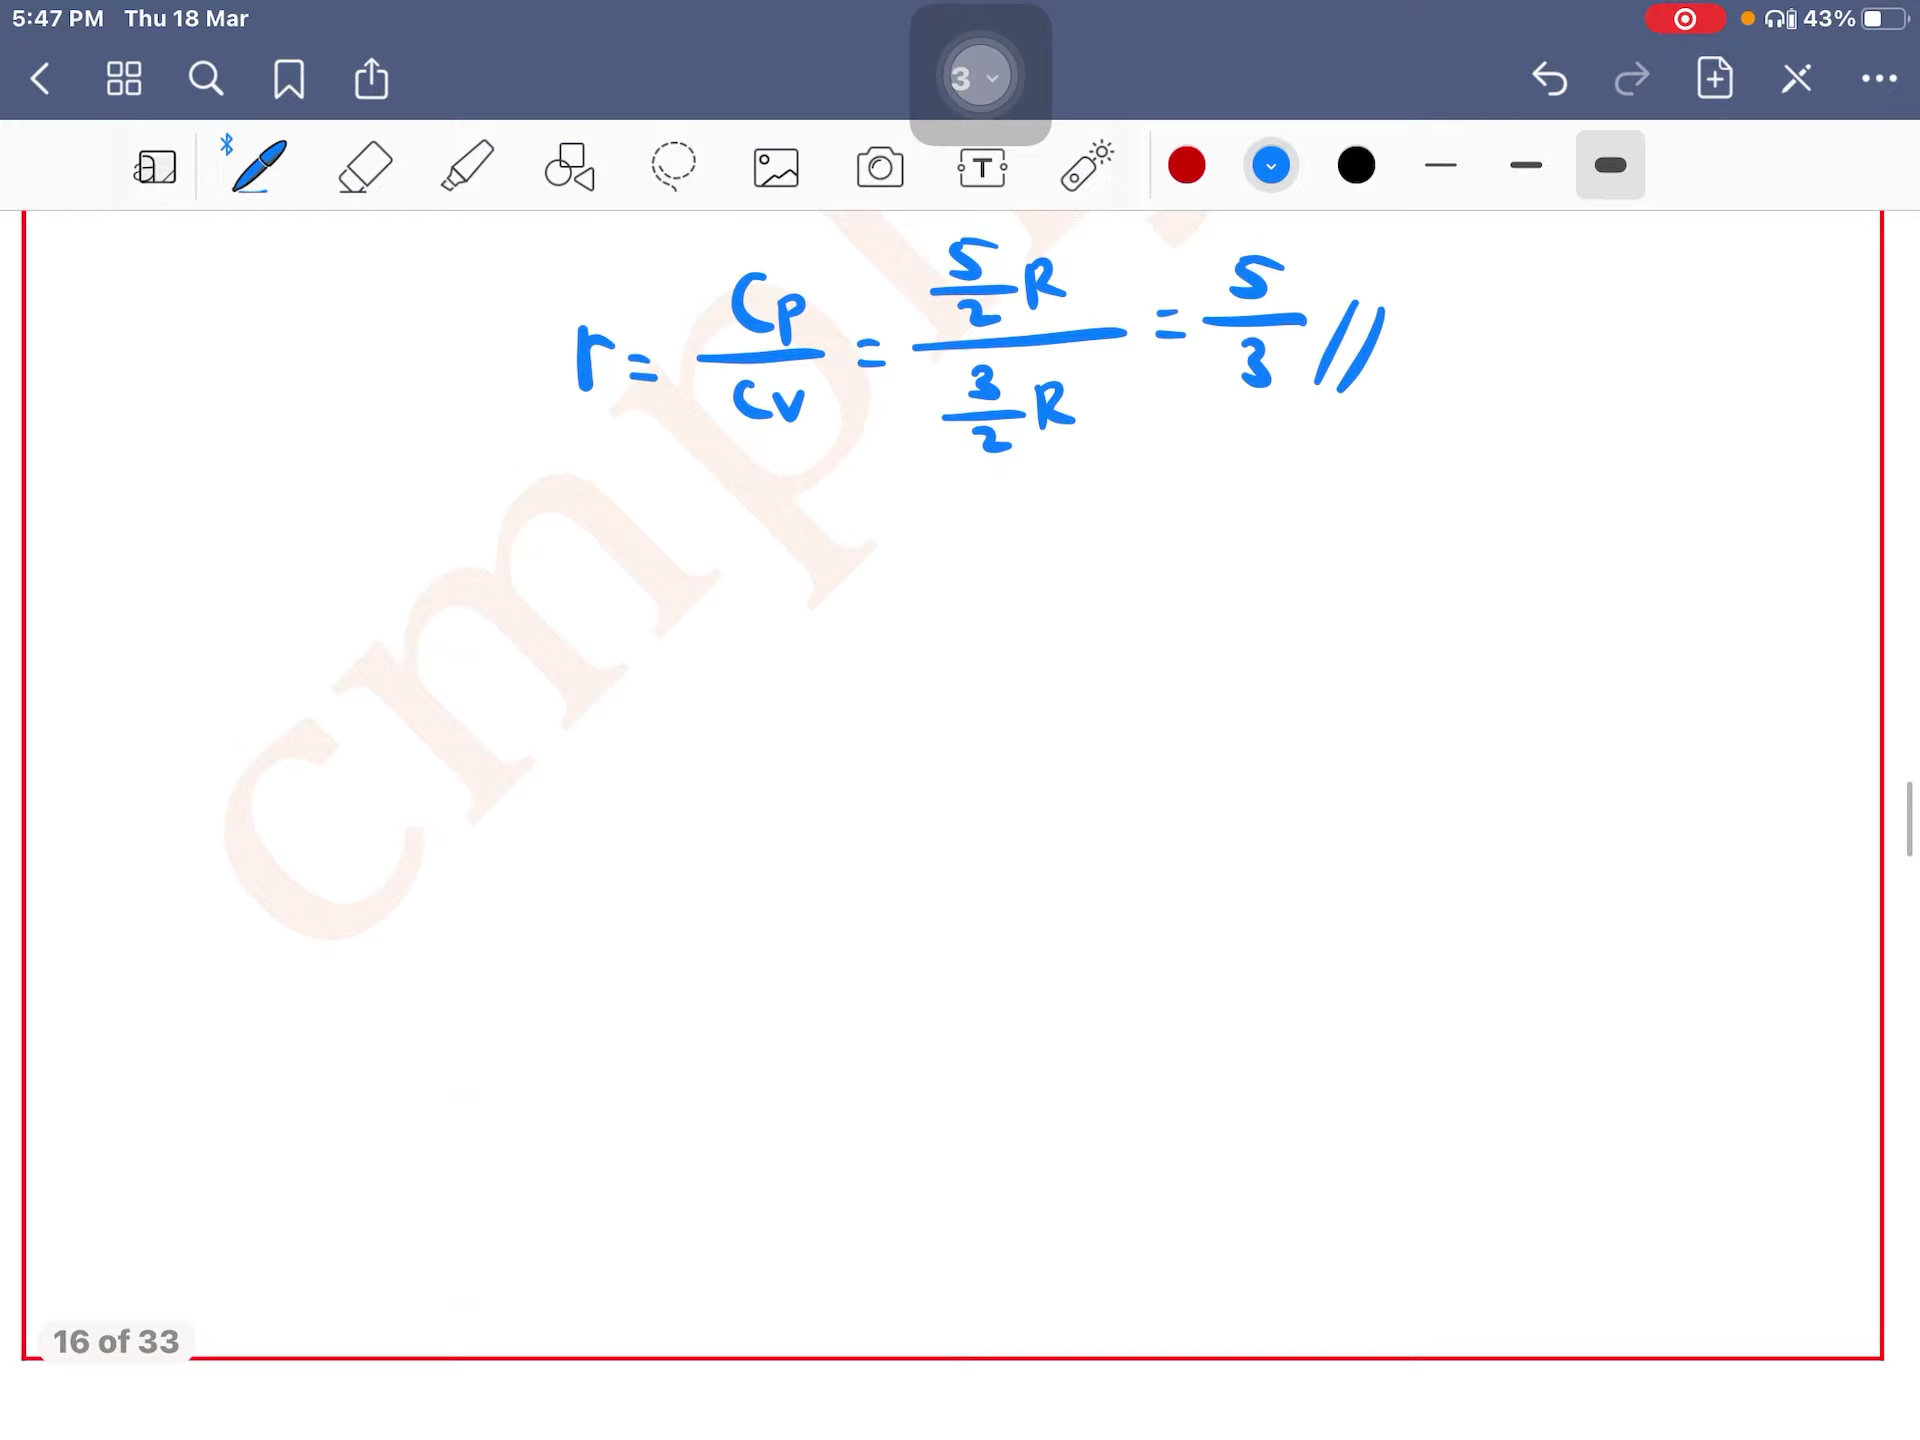 5:47 PM Thu 18 Mar
43%
3
T
r = Cp / Cv = 5/2 R / 3/2 R = 5/3 //
cmp
16 of 33